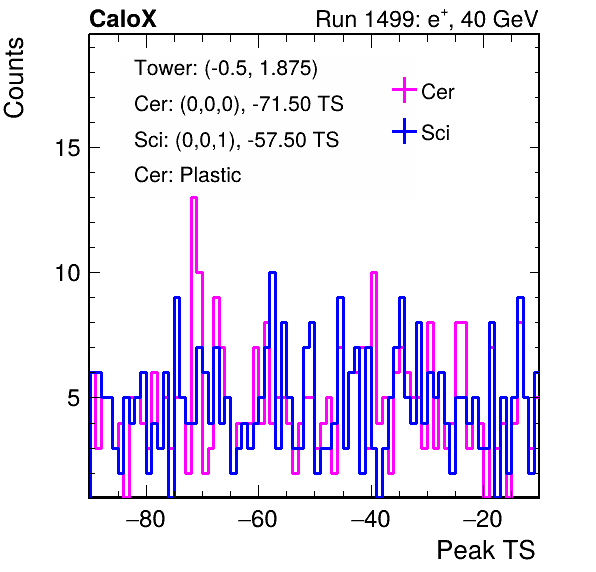 CaloX Run 1499: e⁺, 40 GeV
Counts
Tower: (-0.5, 1.875)
Cer: (0,0,0), -71.50 TS
Sci: (0,0,1), -57.50 TS
Cer: Plastic
Cer
Sci
15
10
5
−80 −60 −40 −20
Peak TS